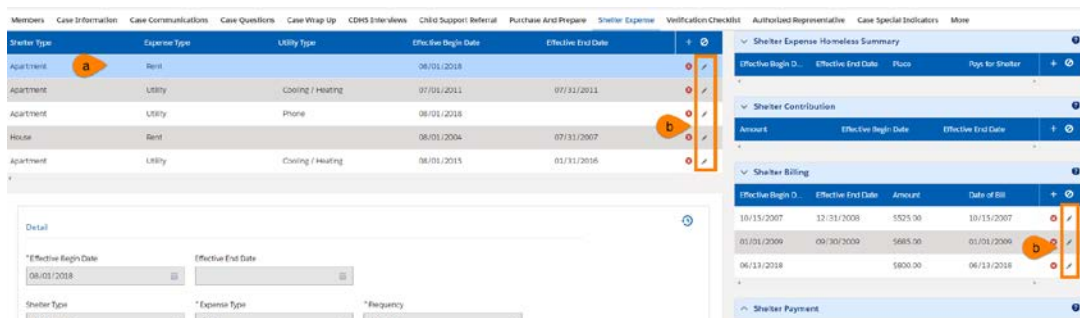 Members Case Information Case Communications Case Questions Case Wrap Up CDHS Interviews Child Support Referral Purchase And Prepare Shelter Expense Verification Checklist Authorized Representative Case Special Indicators More
Shelter Type Expense Type Utility Type Effective Begin Date Effective End Date
Apartment a Rent 08/01/2018
Apartment Utility Cooling / Heating 07/01/2011 07/31/2011
Apartment Utility Phone 08/01/2018
b
House Rent 08/01/2004 07/31/2007
Apartment Utility Cooling / Heating 08/01/2015 01/31/2016
Detail
*Effective Begin Date Effective End Date
08/01/2018
Shelter Type *Expense Type *Frequency
Shelter Expense Homeless Summary
Effective Begin D... Effective End Date Place Pays for Shelter
Shelter Contribution
Amount Effective Begin Date Effective End Date
Shelter Billing
Effective Begin D... Effective End Date Amount Date of Bill
10/15/2007 12/31/2008 $525.00 10/15/2007
01/01/2009 09/30/2009 $685.00 01/01/2009
b
06/13/2018 $800.00 06/13/2018
Shelter Payment